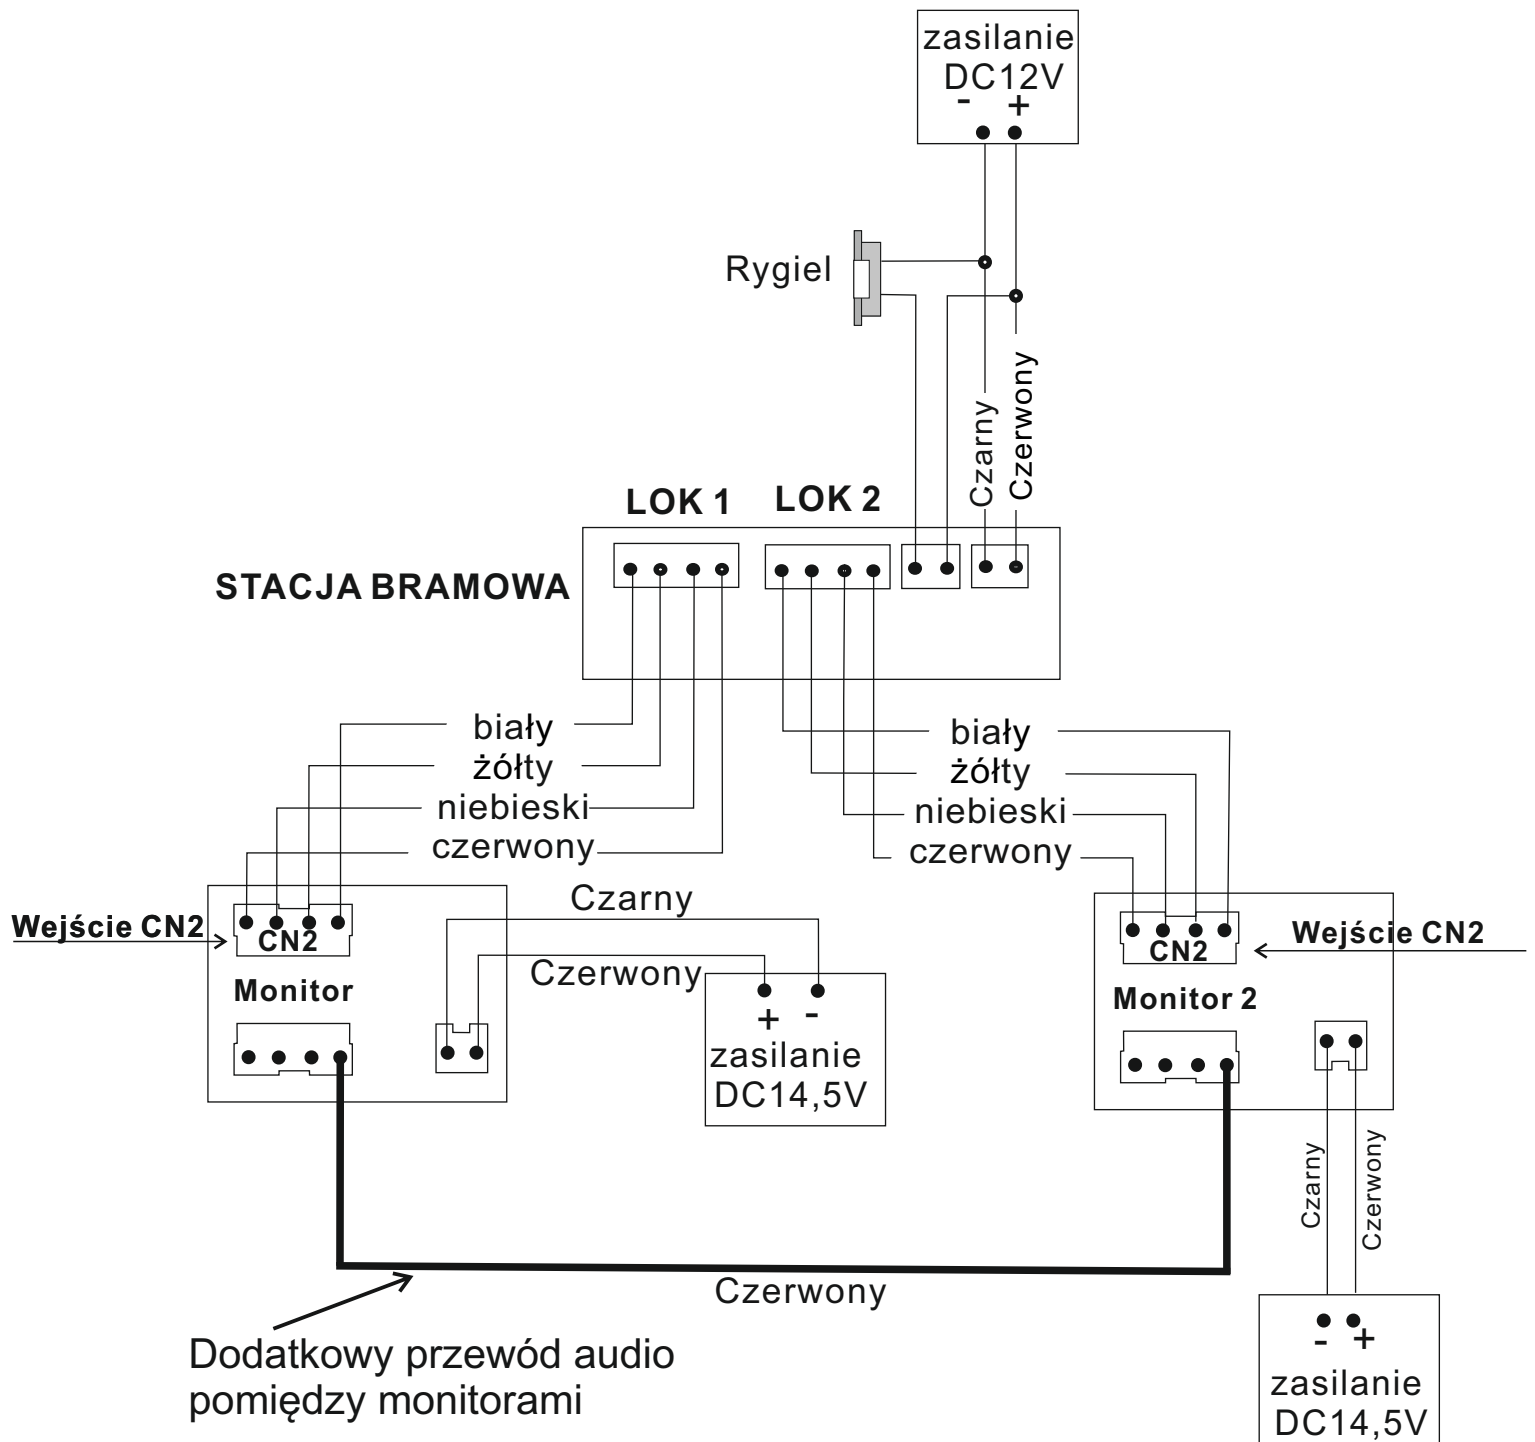 zasilanie
DC12V
- +
Rygiel
Czarny
Czerwony
LOK 1
LOK 2
STACJA BRAMOWA
biały
żółty
niebieski
czerwony
biały
żółty
niebieski
czerwony
Wejście CN2
CN2
Monitor
Czarny
Czerwony
+ -
zasilanie
DC14,5V
CN2
Wejście CN2
Monitor 2
Czarny
Czerwony
Czerwony
Dodatkowy przewód audio
pomiędzy monitorami
- +
zasilanie
DC14,5V